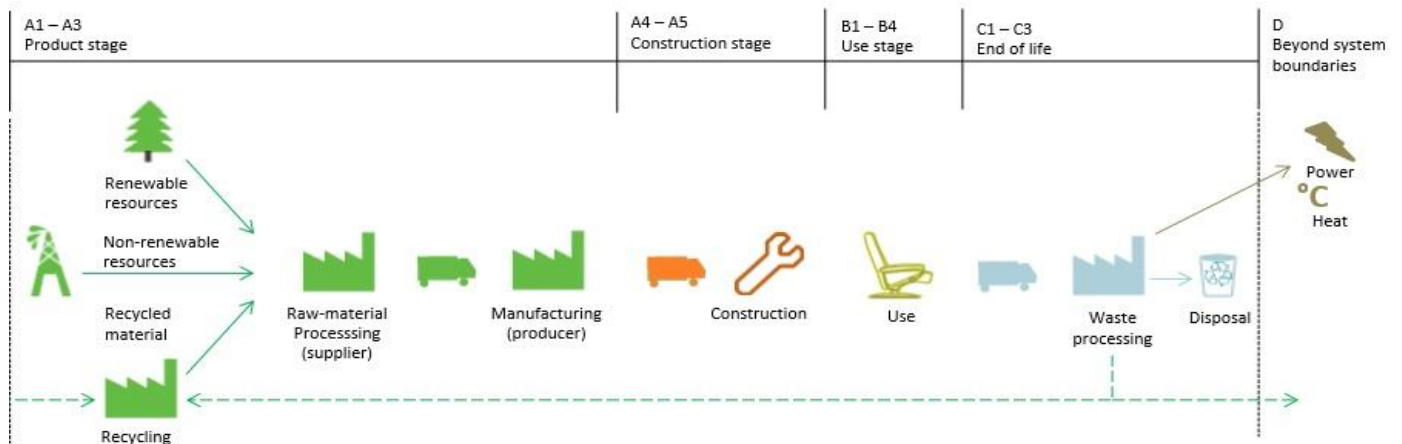 A1 – A3
Product stage
A4 – A5
Construction stage
B1 – B4
Use stage
C1 – C3
End of life
D
Beyond system
boundaries
Renewable
resources
Non-renewable
resources
Recycled
material
Recycling
Raw-material
Processsing
(supplier)
Manufacturing
(producer)
Construction
Use
Waste
processing
Disposal
Power
°C
Heat